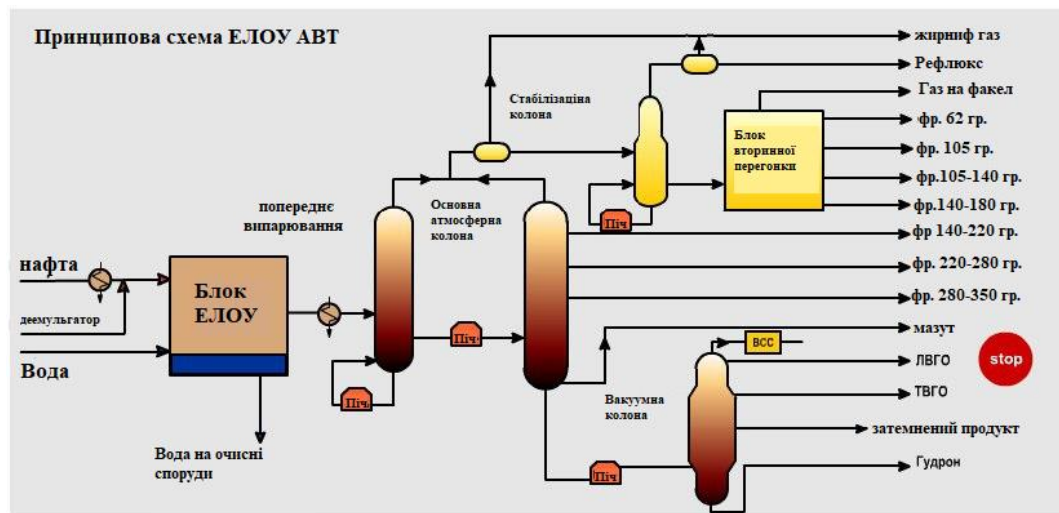 Принципова схема ЕЛОУ АВТ
жирниф газ
Рефлюкс
Газ на факел
Стабілізаціна
колона
фр. 62 гр.
Блок
вторинної
перегонки
фр. 105 гр.
фр.105-140 гр.
фр.140-180 гр.
попереднє
випарювання
Основна
атмосферна
колона
Піч
фр 140-220 гр.
нафта
фр. 220-280 гр.
Блок
ЕЛОУ
фр. 280-350 гр.
деемульгатор
Піч
мазут
Вода
ВСС
ЛВГО
stop
Піч
Вакуумна
колона
ТВГО
затемнений продукт
Вода на очисні
споруди
Піч
Гудрон